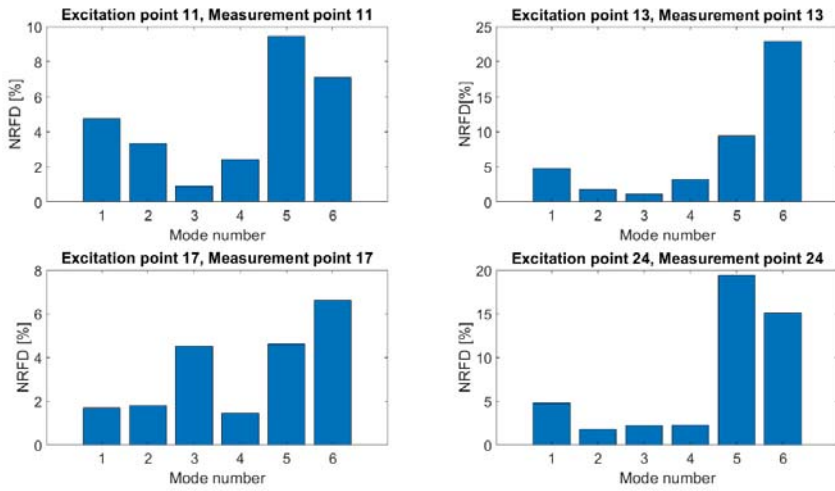 Excitation point 11, Measurement point 11
NRFD [%]
10
8
6
4
2
0
1 2 3 4 5 6
Mode number
Excitation point 13, Measurement point 13
NRFD[%]
25
20
15
10
5
0
1 2 3 4 5 6
Mode number
Excitation point 17, Measurement point 17
NRFD [%]
8
6
4
2
0
1 2 3 4 5 6
Mode number
Excitation point 24, Measurement point 24
NRFD [%]
20
15
10
5
0
1 2 3 4 5 6
Mode number